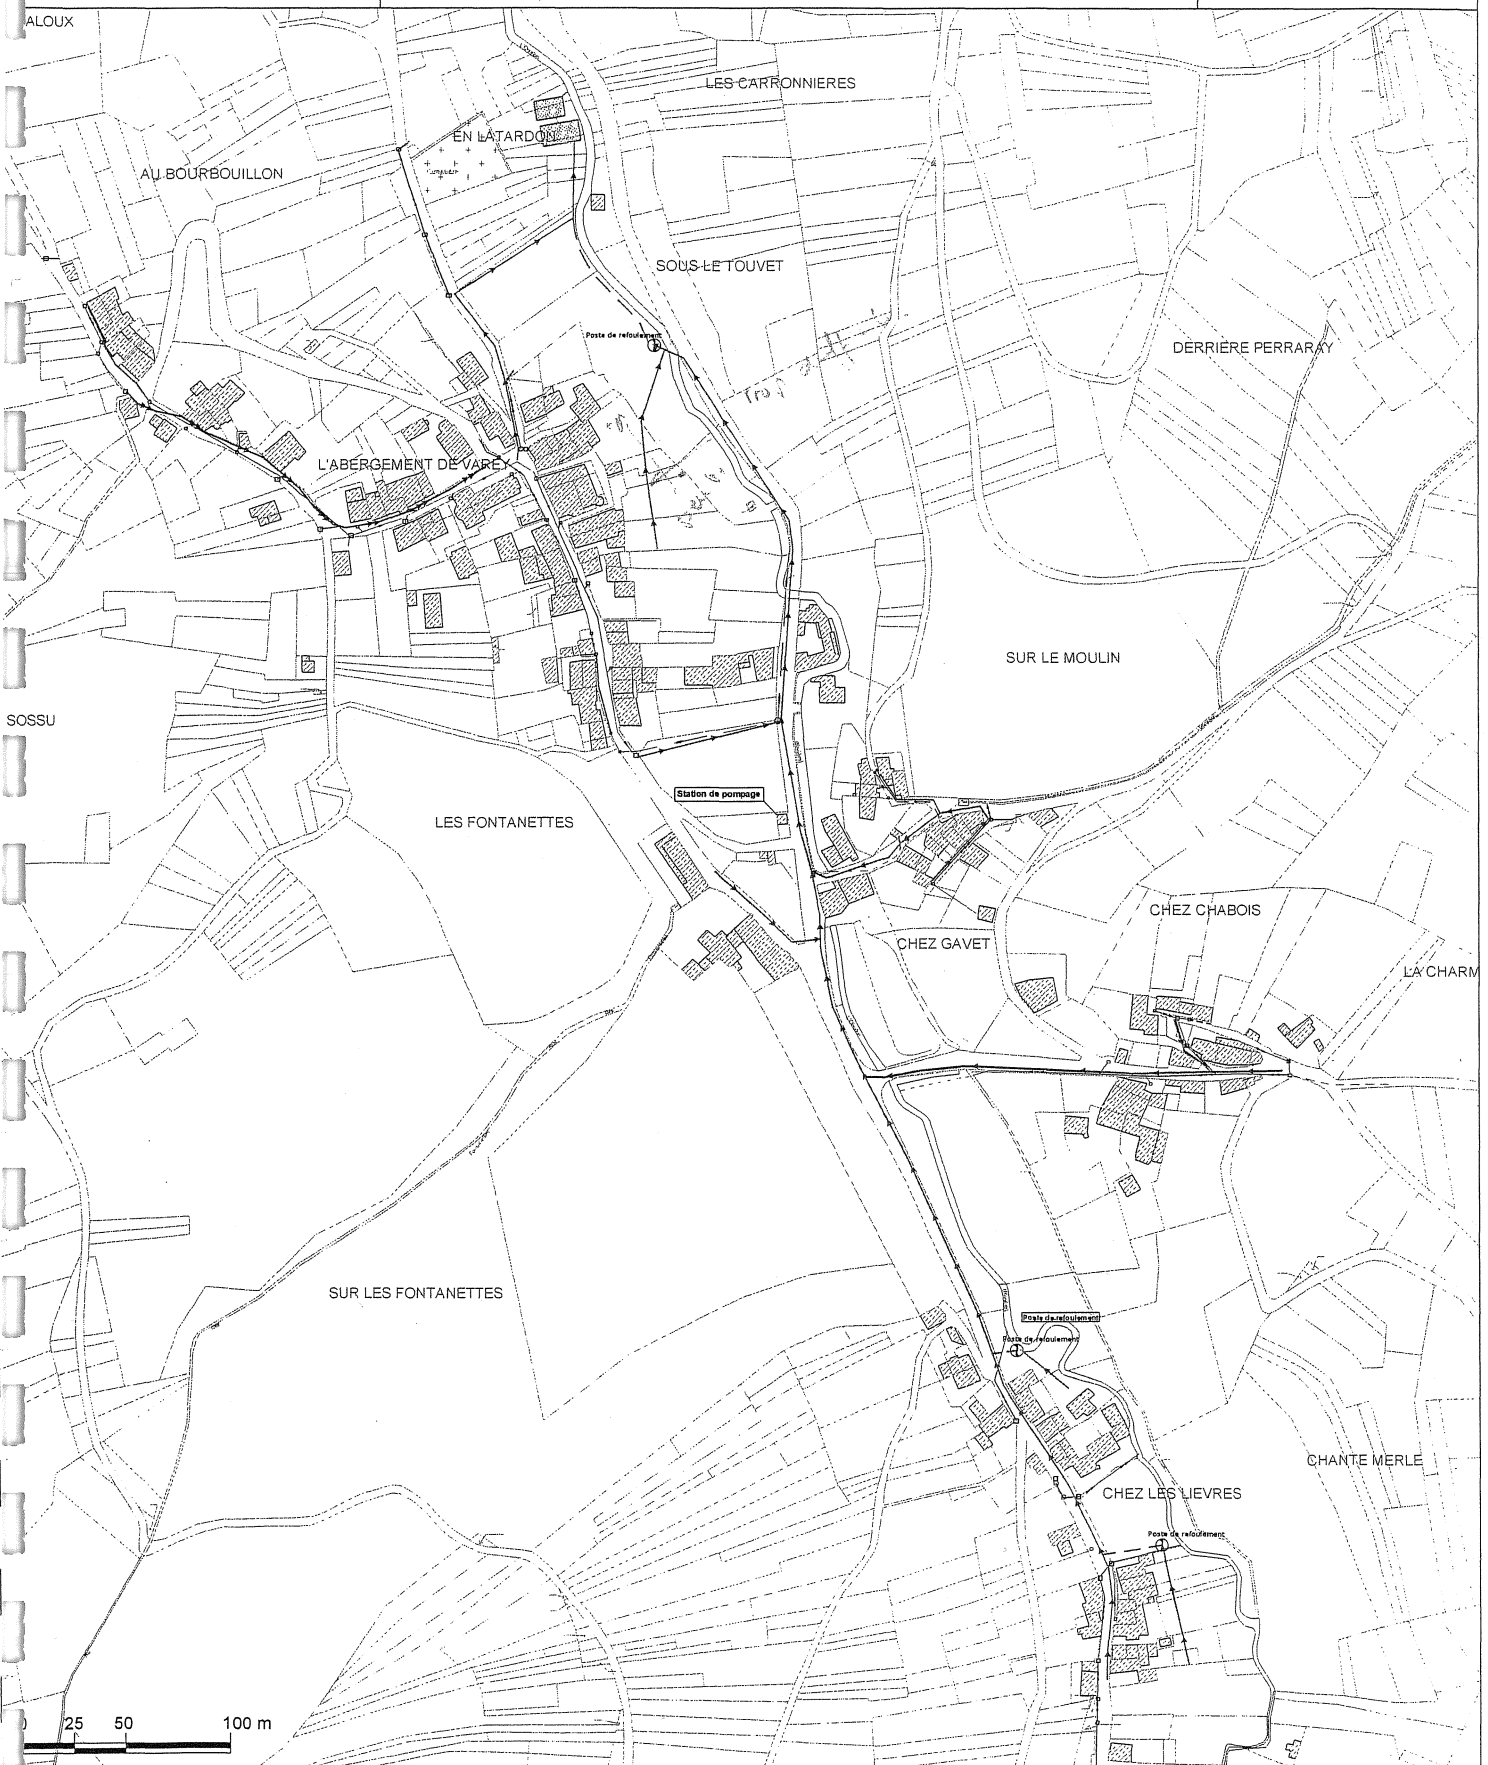 ALOUX
LES CARRONNIERES
EN LATARDON
AU BOURBOUILLON
SOUS LE TOUVET
Poste de refoulement
DERRIERE PERRARAY
L'ABERGEMENT DE VAREY
SUR LE MOULIN
SOSSU
Station de pompage
LES FONTANETTES
CHEZ CHABOIS
CHEZ GAVET
LA CHARM
SUR LES FONTANETTES
Poste de refoulement
Poste de refoulement
CHANTE MERLE
CHEZ LES LIEVRES
Poste de refoulement
25 50 100 m